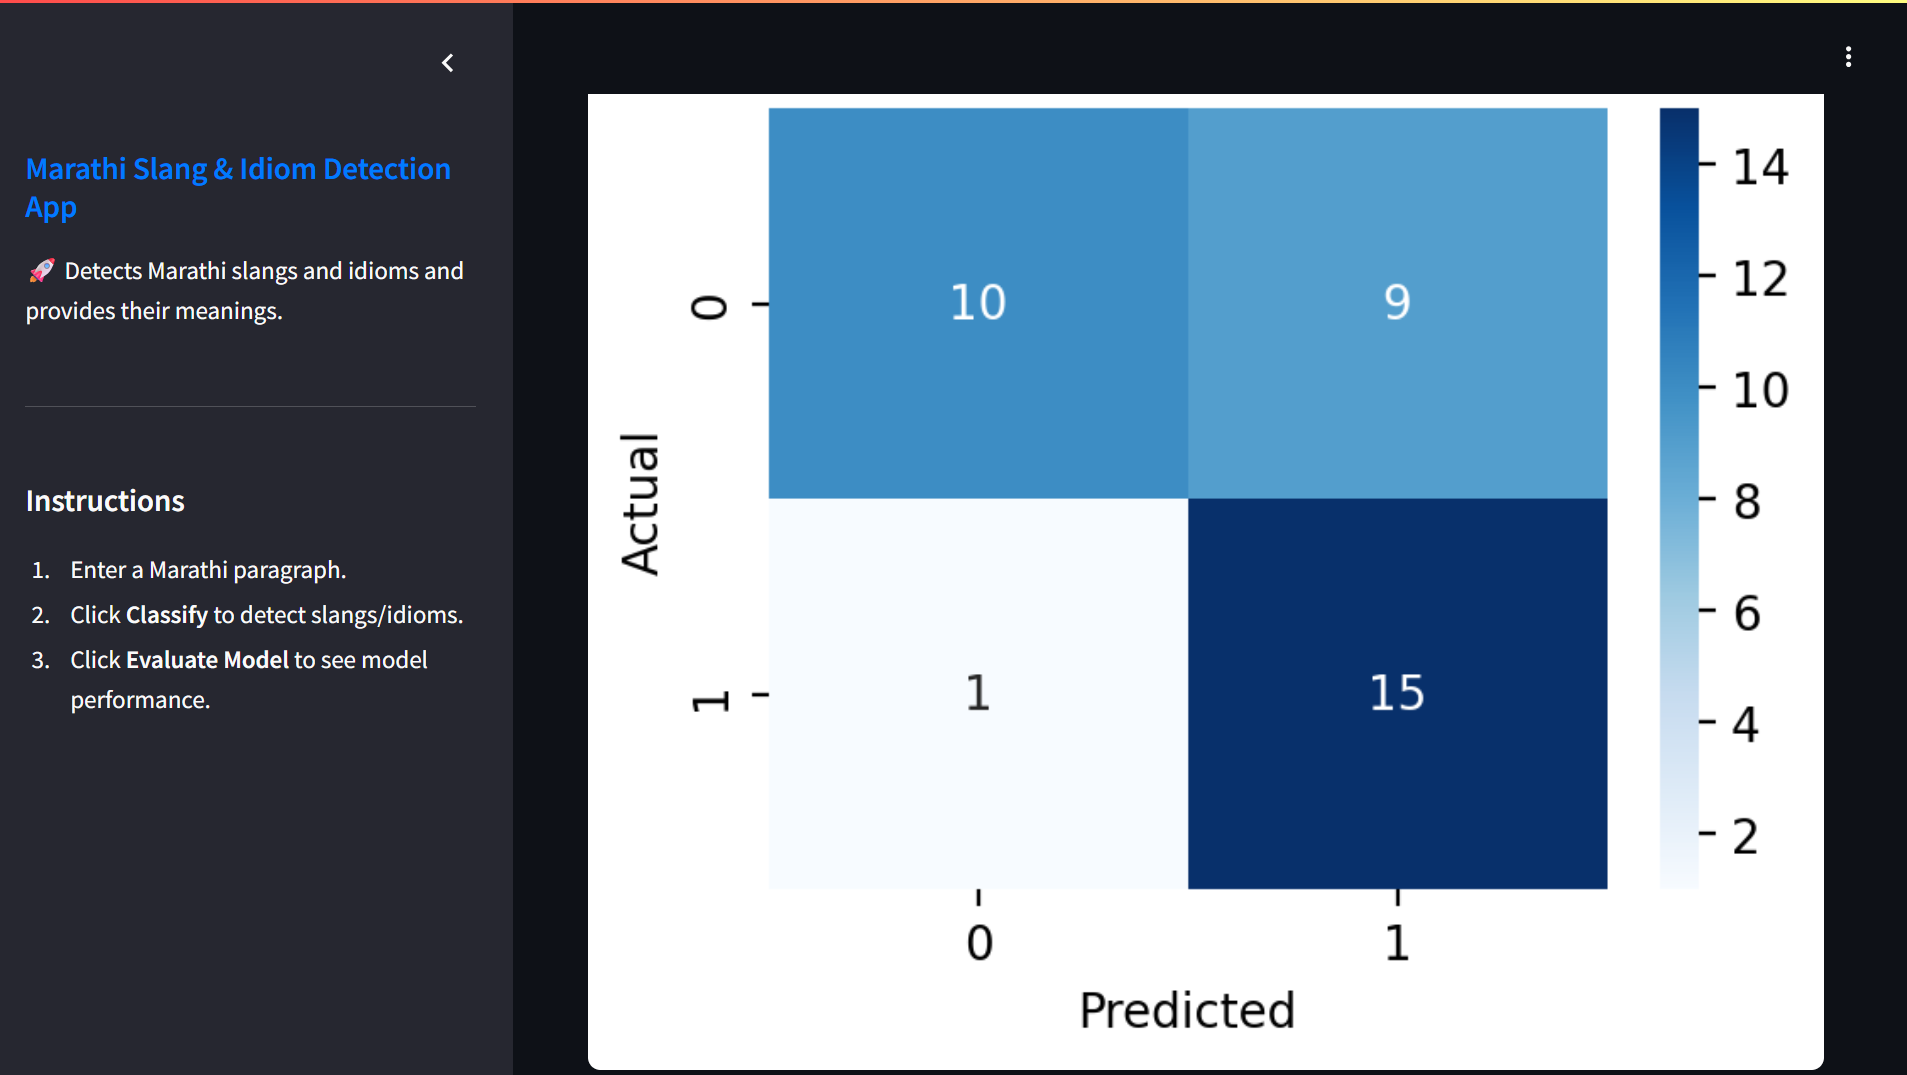 Marathi Slang & Idiom Detection
App
🚀 Detects Marathi slangs and idioms and
provides their meanings.
Instructions
1. Enter a Marathi paragraph.
2. Click Classify to detect slangs/idioms.
3. Click Evaluate Model to see model
performance.
Actual
0
10 9
1
1 15
0 1
Predicted
14
12
10
8
6
4
2